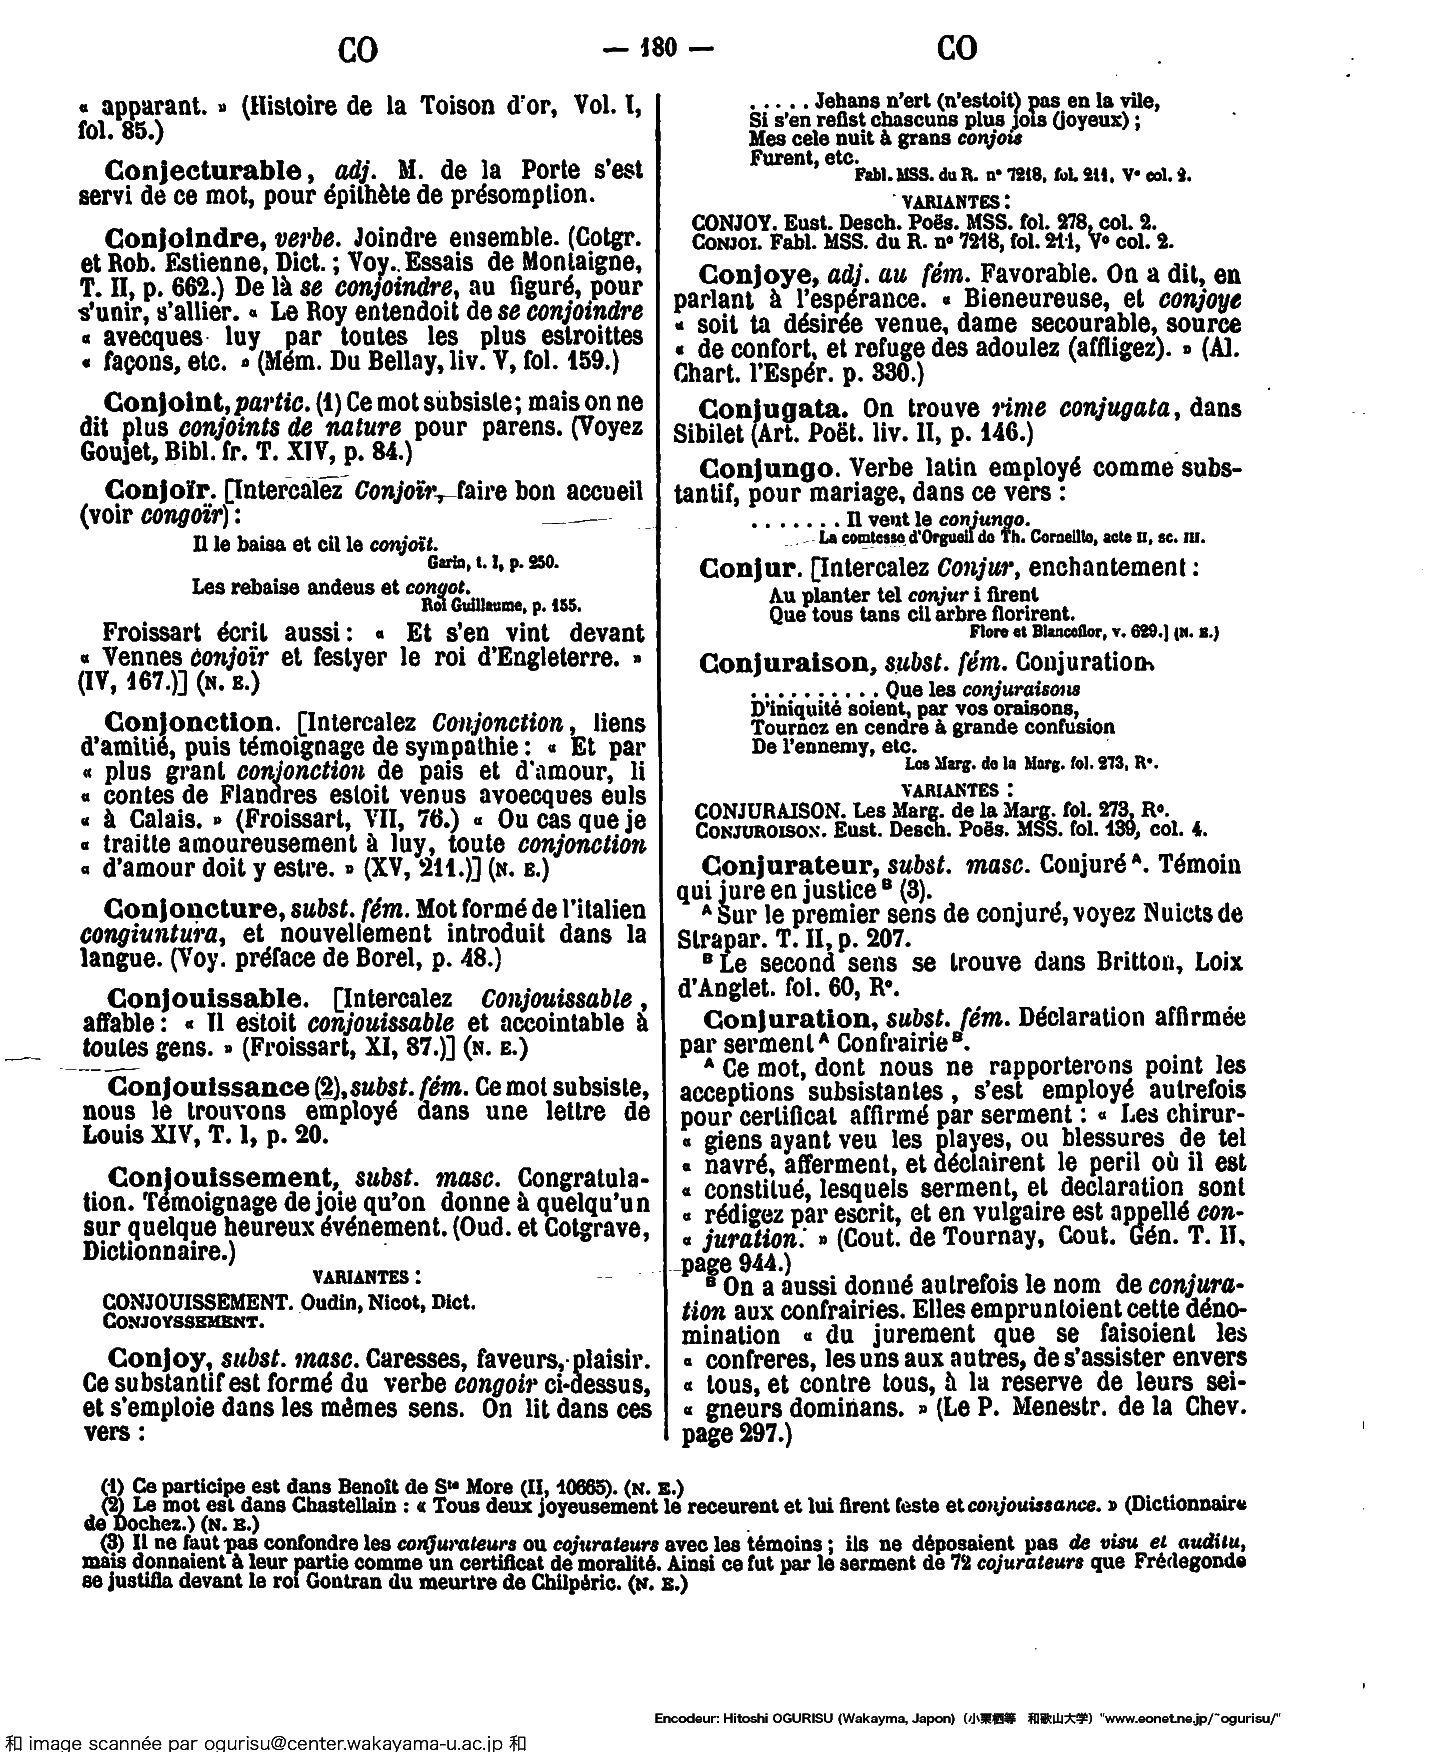 CO — 180 — CO
« apparant. » (Histoire de la Toison d'or, Vol. I,
fol. 85.)
Conjecturable, adj. M. de la Porte s'est
servi de ce mot, pour épithète de présomption.
Conjoindre, verbe. Joindre ensemble. (Cotgr.
et Rob. Estienne, Dict. ; Voy. Essais de Montaigne,
T. II, p. 662.) De là se conjoindre, au figuré, pour
s'unir, s'allier. « Le Roy entendoit de se conjoindre
« avecques luy par toutes les plus estroittes
« façons, etc. » (Mém. Du Bellay, liv. V, fol. 159.)
Conjoint, partic. (1) Ce mot subsiste ; mais on ne
dit plus conjoints de nature pour parens. (Voyez
Goujet, Bibl. fr. T. XIV, p. 84.)
Conjoïr. [Intercalez Conjoïr, faire bon accueil
(voir congoïr) :
Il le baisa et cil le conjoït.
Garin, t. I, p. 250.
Les rebaise andeus et congot.
Roi Guillaume, p. 155.
Froissart écrit aussi : « Et s'en vint devant
« Vennes conjoïr et festyer le roi d'Engleterre. »
(IV, 167.)] (N. E.)
Conjonction. [Intercalez Conjonction, liens
d'amitié, puis témoignage de sympathie : « Et par
« plus grant conjonction de pais et d'amour, li
« contes de Flandres estoit venus avoecques euls
« à Calais. » (Froissart, VII, 76.) « Ou cas que je
« traitte amoureusement à luy, toute conjonction
« d'amour doit y estre. » (XV, 211.)] (N. E.)
Conjoncture, subst. fém. Mot formé de l'italien
congiuntura, et nouvellement introduit dans la
langue. (Voy. préface de Borel, p. 48.)
Conjouissable. [Intercalez Conjouissable,
affable : « Il estoit conjouissable et accointable à
toutes gens. » (Froissart, XI, 87.)] (N. E.)
Conjouissance (2), subst. fém. Ce mot subsiste,
nous le trouvons employé dans une lettre de
Louis XIV, T. I, p. 20.
Conjouissement, subst. masc. Congratula-
tion. Témoignage de joie qu'on donne à quelqu'un
sur quelque heureux événement. (Oud. et Cotgrave,
Dictionnaire.)
VARIANTES :
CONJOUISSEMENT. Oudin, Nicot, Dict.
CONJOYSSEMENT.
Conjoy, subst. masc. Caresses, faveurs, plaisir.
Ce substantif est formé du verbe congoir ci-dessus,
et s'emploie dans les mêmes sens. On lit dans ces
vers :
. . . . . Jehans n'ert (n'estoit) pas en la vile,
Si s'en refist chascuns plus jois (joyeux) ;
Mes cele nuit à grans conjois
Furent, etc.
Fabl. MSS. du R. n° 7218, fol. 211, V° col. 2.
VARIANTES :
CONJOY. Eust. Desch. Poës. MSS. fol. 278, col. 2.
CONJOI. Fabl. MSS. du R. n° 7218, fol. 211, V° col. 2.
Conjoye, adj. au fém. Favorable. On a dit, en
parlant à l'espérance. « Bieneureuse, et conjoye
« soit ta désirée venue, dame secourable, source
« de confort, et refuge des adoulez (affligez). » (Al.
Chart. l'Espér. p. 330.)
Conjugata. On trouve rime conjugata, dans
Sibilet (Art. Poët. liv. II, p. 146.)
Conjungo. Verbe latin employé comme subs-
tantif, pour mariage, dans ce vers :
. . . . . . . Il veut le conjungo.
La comtesse d'Orgueil de Th. Corneille, acte II, sc. III.
Conjur. [Intercalez Conjur, enchantement :
Au planter tel conjur i firent
Que tous tans cil arbre florirent.
Flore et Blanceflor, v. 629.] (N. E.)
Conjuraison, subst. fém. Conjuration.
. . . . . . . . . . Que les conjuraisons
D'iniquité soient, par vos oraisons,
Tournez en cendre à grande confusion
De l'ennemy, etc.
Les Marg. de la Marg. fol. 273, R°.
VARIANTES :
CONJURAISON. Les Marg. de la Marg. fol. 273, R°.
CONJUROISON. Eust. Desch. Poës. MSS. fol. 139, col. 4.
Conjurateur, subst. masc. Conjuré A. Témoin
qui jure en justice B (3).
A Sur le premier sens de conjuré, voyez Nuicts de
Strapar. T. II, p. 207.
B Le second sens se trouve dans Britton, Loix
d'Anglet. fol. 60, R°.
Conjuration, subst. fém. Déclaration affirmée
par serment A Confrairie B.
A Ce mot, dont nous ne rapporterons point les
acceptions subsistantes, s'est employé autrefois
pour certificat affirmé par serment : « Les chirur-
« giens ayant veu les playes, ou blessures de tel
« navré, afferment, et déclairent le peril où il est
« constitué, lesquels serment, et declaration sont
« rédigez par escrit, et en vulgaire est appellé con-
« juration. » (Cout. de Tournay, Cout. Gén. T. II,
page 944.)
B On a aussi donné autrefois le nom de conjura-
tion aux confrairies. Elles empruntoient cette déno-
mination « du jurement que se faisoient les
« confreres, les uns aux autres, de s'assister envers
« tous, et contre tous, à la reserve de leurs sei-
« gneurs dominans. » (Le P. Menestr. de la Chev.
page 297.)
(1) Ce participe est dans Benoît de Ste More (II, 10665). (N. E.)
(2) Le mot est dans Chastellain : « Tous deux joyeusement le receurent et lui firent feste et conjouissance. » (Dictionnaire
de Dochez.) (N. E.)
(3) Il ne faut pas confondre les conjurateurs ou cojurateurs avec les témoins ; ils ne déposaient pas de visu et auditu,
mais donnaient à leur partie comme un certificat de moralité. Ainsi ce fut par le serment de 72 cojurateurs que Frédegonde
se justifia devant le roi Gontran du meurtre de Chilpéric. (N. E.)
Encodeur: Hitoshi OGURISU (Wakayma, Japon) (小栗栖等 和歌山大学) "www.eonet.ne.jp/~ogurisu/"
和 image scannée par ogurisu@center.wakayama-u.ac.jp 和